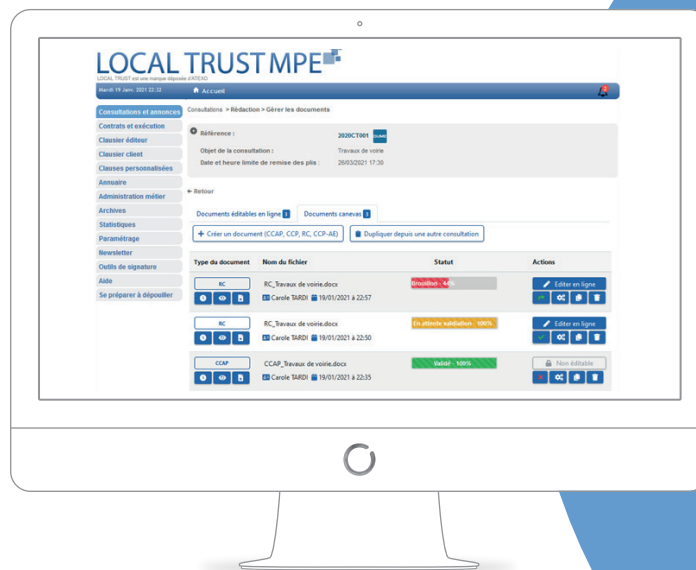 LOCAL TRUST MPE
LOCAL TRUST est une marque déposée d'ATEXO
Mardi 19 Janv. 2021 22:32
Accueil
2
Consultations et annonces
Contrats et exécution
Clausier éditeur
Clausier client
Clauses personnalisées
Annuaire
Administration métier
Archives
Statistiques
Paramétrage
Newsletter
Outils de signature
Aide
Se préparer à dépouiller
Consultations > Rédaction > Gérer les documents
Référence : 2020CT001 DUME
Objet de la consultation : Travaux de voirie
Date et heure limite de remise des plis : 26/03/2021 17:30
← Retour
Documents éditables en ligne 3 Documents canevas 3
+ Créer un document (CCAP, CCP, RC, CCP-AE) Dupliquer depuis une autre consultation
Type du document Nom du fichier Statut Actions
RC RC_Travaux de voirie.docx Brouillon - 44% Editer en ligne
Carole TARDI 19/01/2021 à 22:57
RC RC_Travaux de voirie.docx En attente validation - 100% Editer en ligne
Carole TARDI 19/01/2021 à 22:50
CCAP CCAP_Travaux de voirie.docx Validé - 100% Non éditable
Carole TARDI 19/01/2021 à 22:35